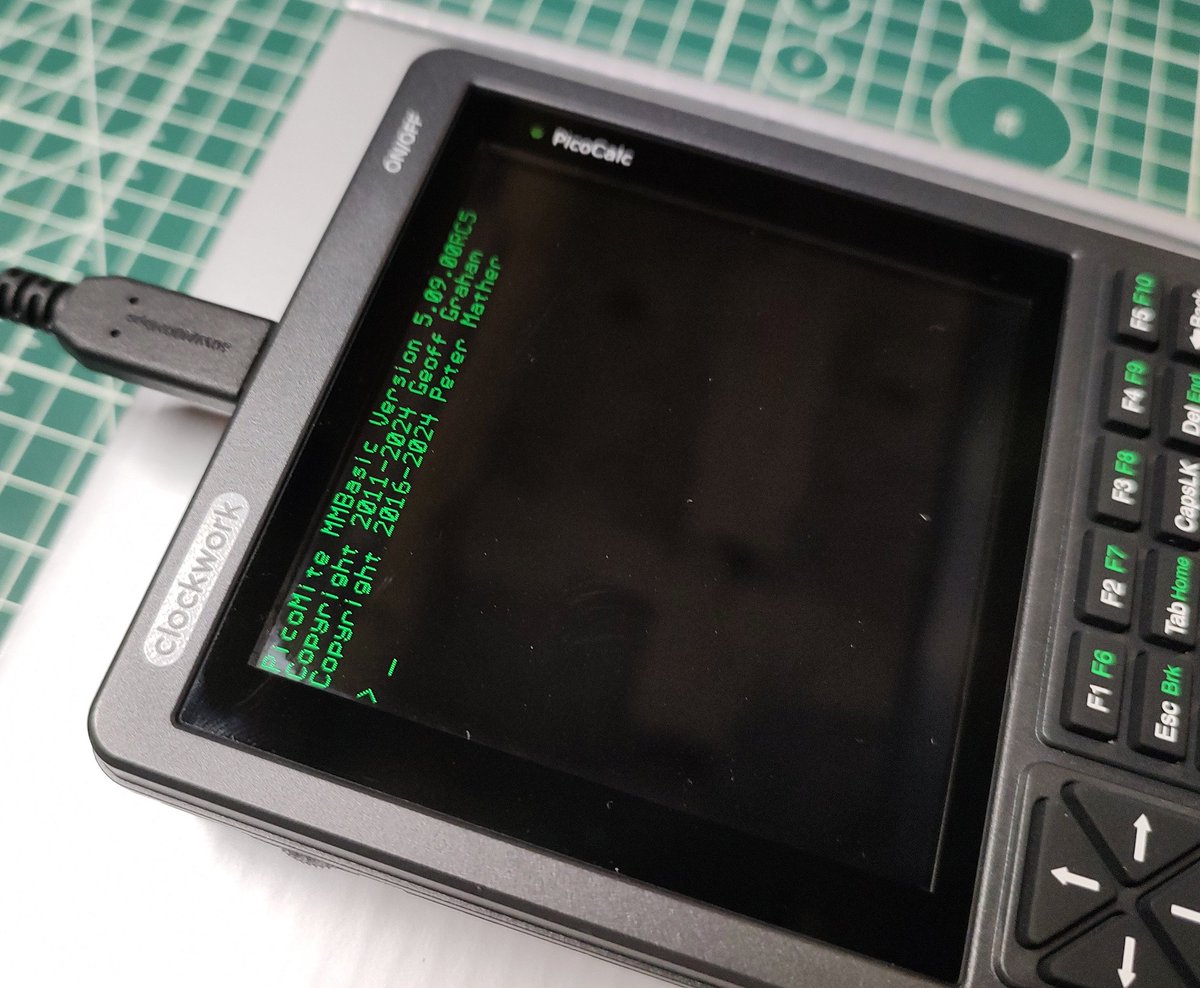 ON/OFF
PicoCalc
clockwork
PicoMite MMBasic Version 5.09.00RC5
Copyright 2011-2024 Geoff Graham
Copyright 2016-2024 Peter Mather
> _
F1 F6
F2 F7
F3 F8
F4 F9
F5 F10
Esc Brk
Tab Home
CapsLK
Del End